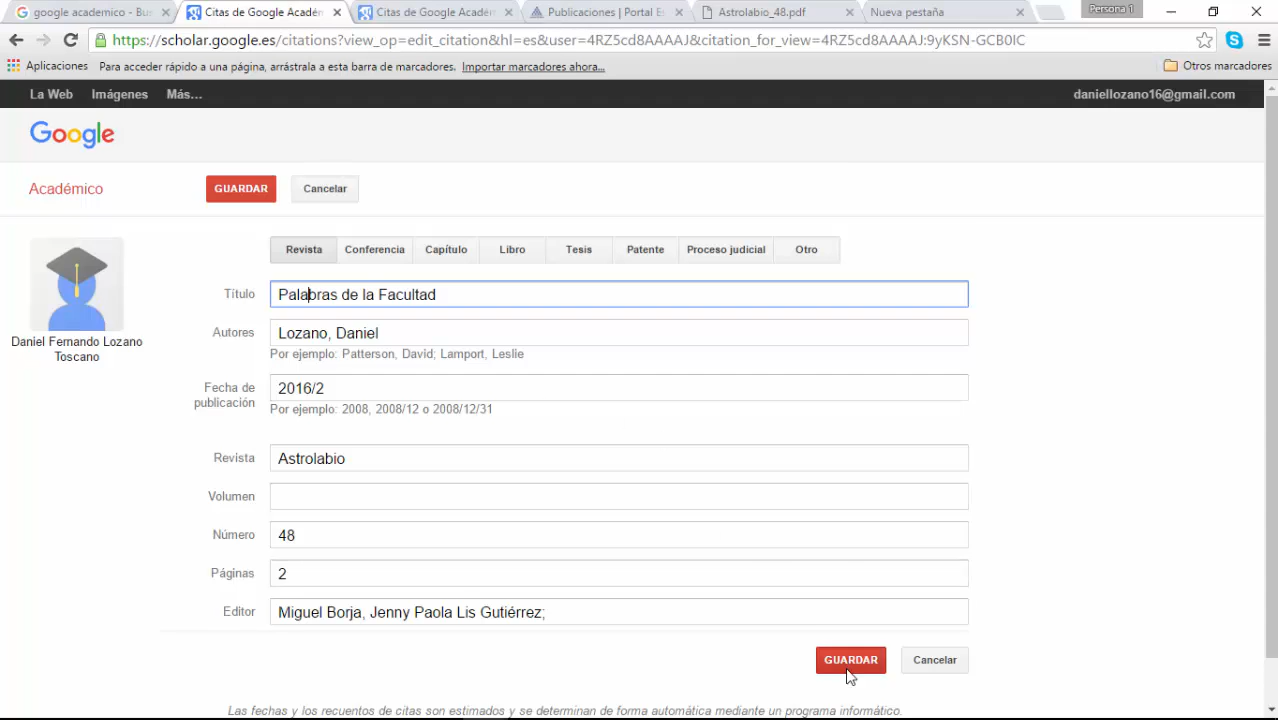 google academico - Bu
Citas de Google Académ
Citas de Google Académ
Publicaciones | Portal E
Astrolabio_48.pdf
Nueva pestaña
Persona 1
https://scholar.google.es/citations?view_op=edit_citation&hl=es&user=4RZ5cd8AAAAJ&citation_for_view=4RZ5cd8AAAAJ:9yKSN-GCB0IC
Aplicaciones Para acceder rápido a una página, arrástrala a esta barra de marcadores. Importar marcadores ahora... Otros marcadores
La Web Imágenes Más... daniellozano16@gmail.com
Google
Académico GUARDAR Cancelar
Revista Conferencia Capítulo Libro Tesis Patente Proceso judicial Otro
Título Palabras de la Facultad
Autores Lozano, Daniel
Daniel Fernando Lozano
Toscano
Por ejemplo: Patterson, David; Lamport, Leslie
Fecha de
publicación
2016/2
Por ejemplo: 2008, 2008/12 o 2008/12/31
Revista Astrolabio
Volumen
Número 48
Páginas 2
Editor Miguel Borja, Jenny Paola Lis Gutiérrez;
GUARDAR Cancelar
Las fechas y los recuentos de citas son estimados y se determinan de forma automática mediante un programa informático.